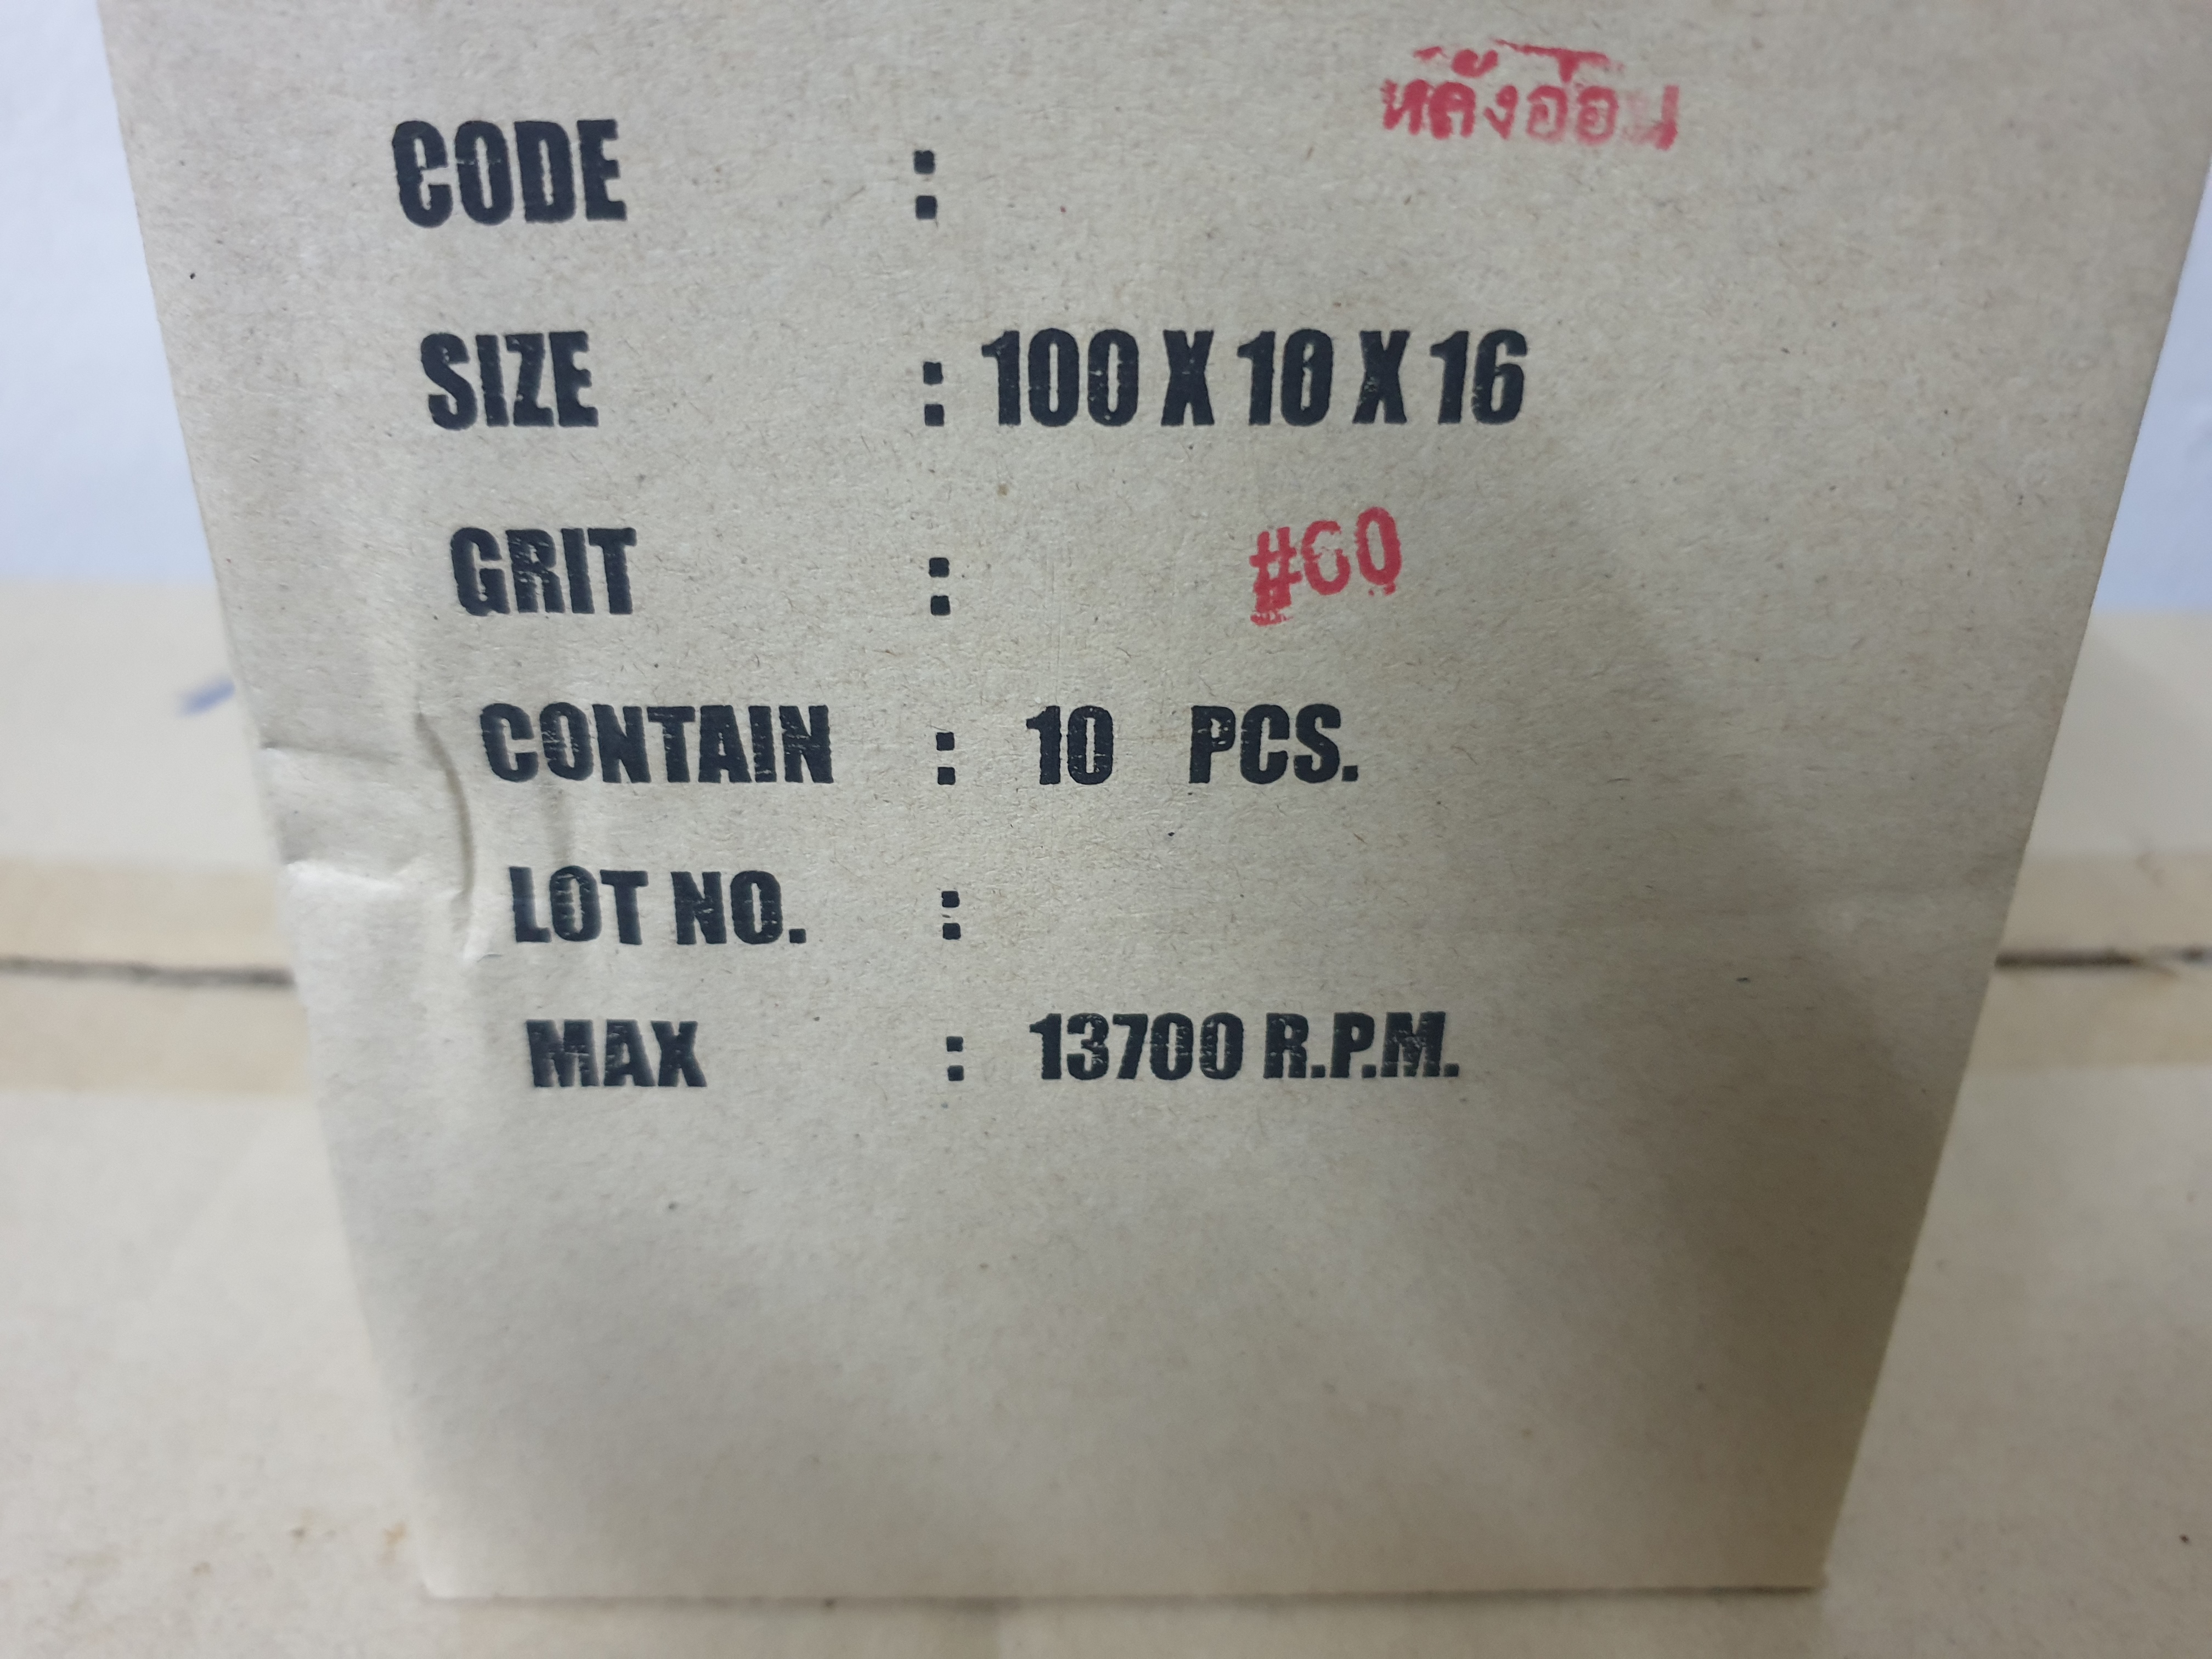 หลังอ่อน
CODE :
SIZE : 100 X 10 X 16
GRIT : #60
CONTAIN : 10 PCS.
LOT NO. :
MAX : 13700 R.P.M.